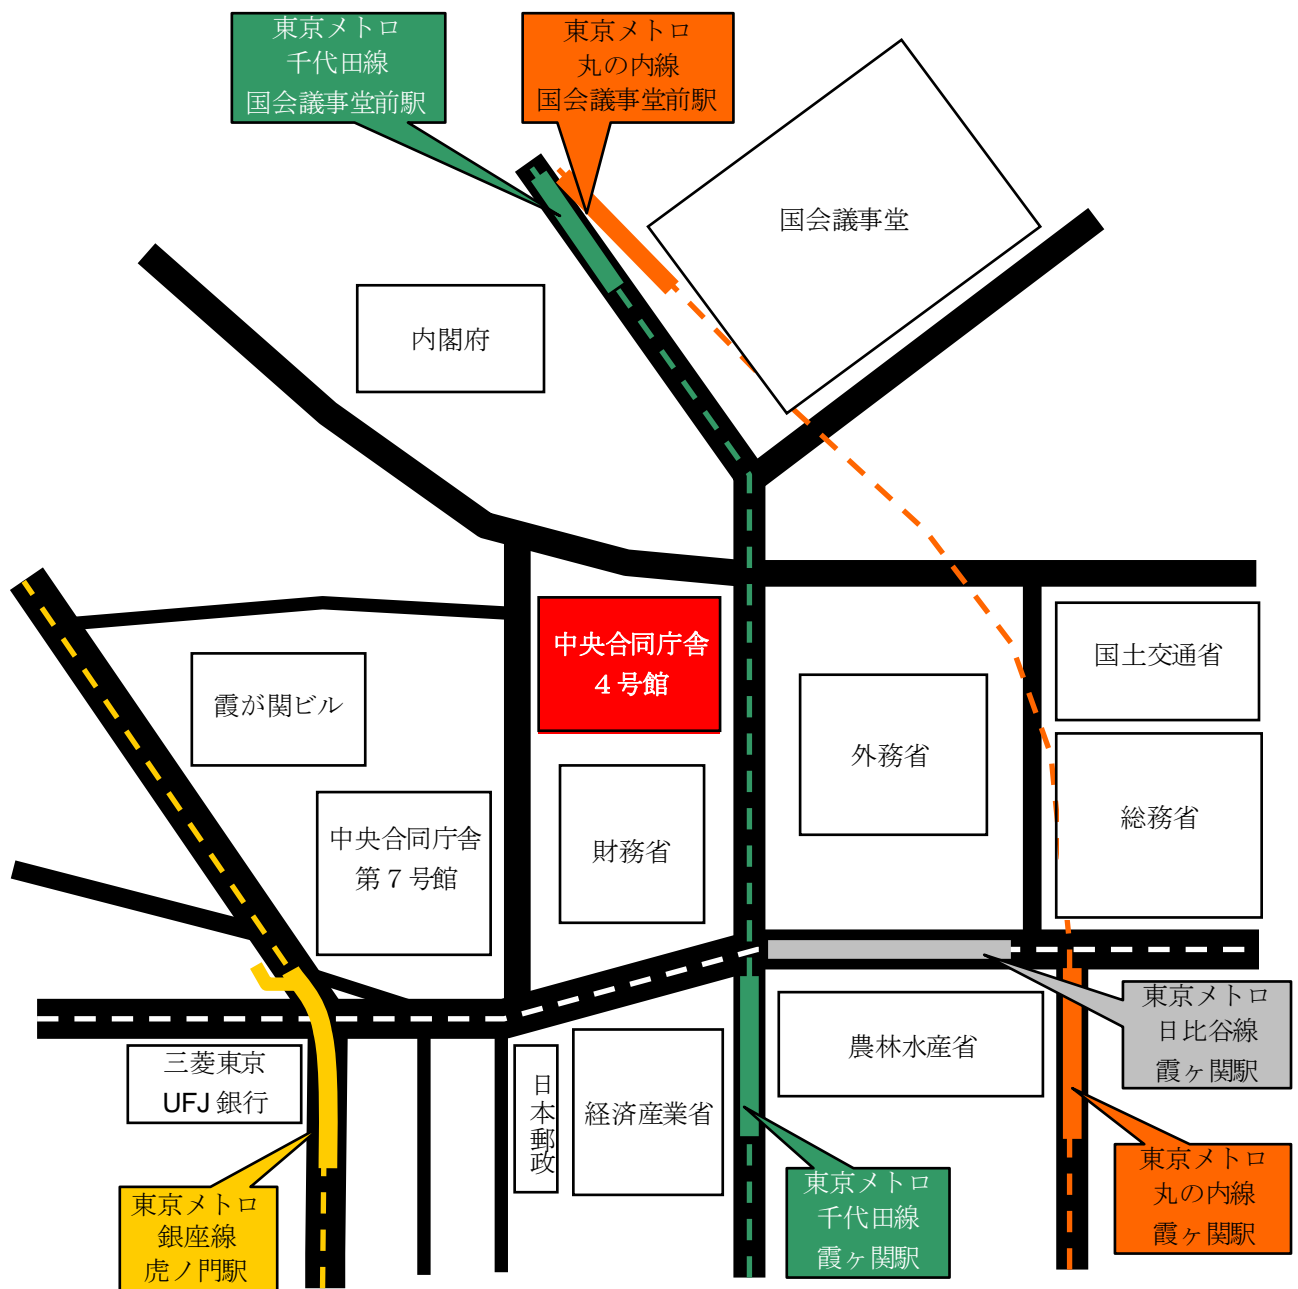 東京メトロ
千代田線
国会議事堂前駅
東京メトロ
丸の内線
国会議事堂前駅
国会議事堂
内閣府
中央合同庁舎
4号館
国土交通省
霞が関ビル
外務省
総務省
中央合同庁舎
第7号館
財務省
東京メトロ
日比谷線
霞ヶ関駅
農林水産省
三菱東京
UFJ 銀行
日本郵政
経済産業省
東京メトロ
丸の内線
霞ヶ関駅
東京メトロ
千代田線
霞ヶ関駅
東京メトロ
銀座線
虎ノ門駅